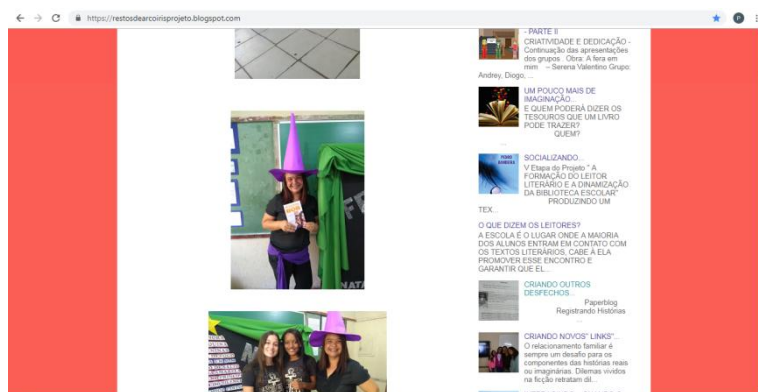 https://restosdearcoirisprojeto.blogspot.com
P
- PARTE II
CRIATIVIDADE E DEDICAÇÃO -
Continuação das apresentações
dos grupos Obra: A fera em
mim – Serena Valentino Grupo:
Andrey, Diogo, ...
UM POUCO MAIS DE
IMAGINAÇÃO...
E QUEM PODERÁ DIZER OS
TESOUROS QUE UM LIVRO
PODE TRAZER?
QUEM?
...
SOCIALIZANDO...
V Etapa do Projeto " A
FORMAÇÃO DO LEITOR
LITERÁRIO E A DINAMIZAÇÃO
DA BIBLIOTECA ESCOLAR"
PRODUZINDO UM
TEX...
O QUE DIZEM OS LEITORES?
A ESCOLA É O LUGAR ONDE A MAIORIA
DOS ALUNOS ENTRAM EM CONTATO COM
OS TEXTOS LITERÁRIOS, CABE À ELA
PROMOVER ESSE ENCONTRO E
GARANTIR QUE EL...
CRIANDO OUTROS
DESFECHOS...
Paperblog
Registrando Histórias
...
CRIANDO NOVOS" LINKS"...
O relacionamento familiar é
sempre um desafio para os
componentes das histórias reais
ou imaginárias. Dilemas vividos
na ficção retratam dil...